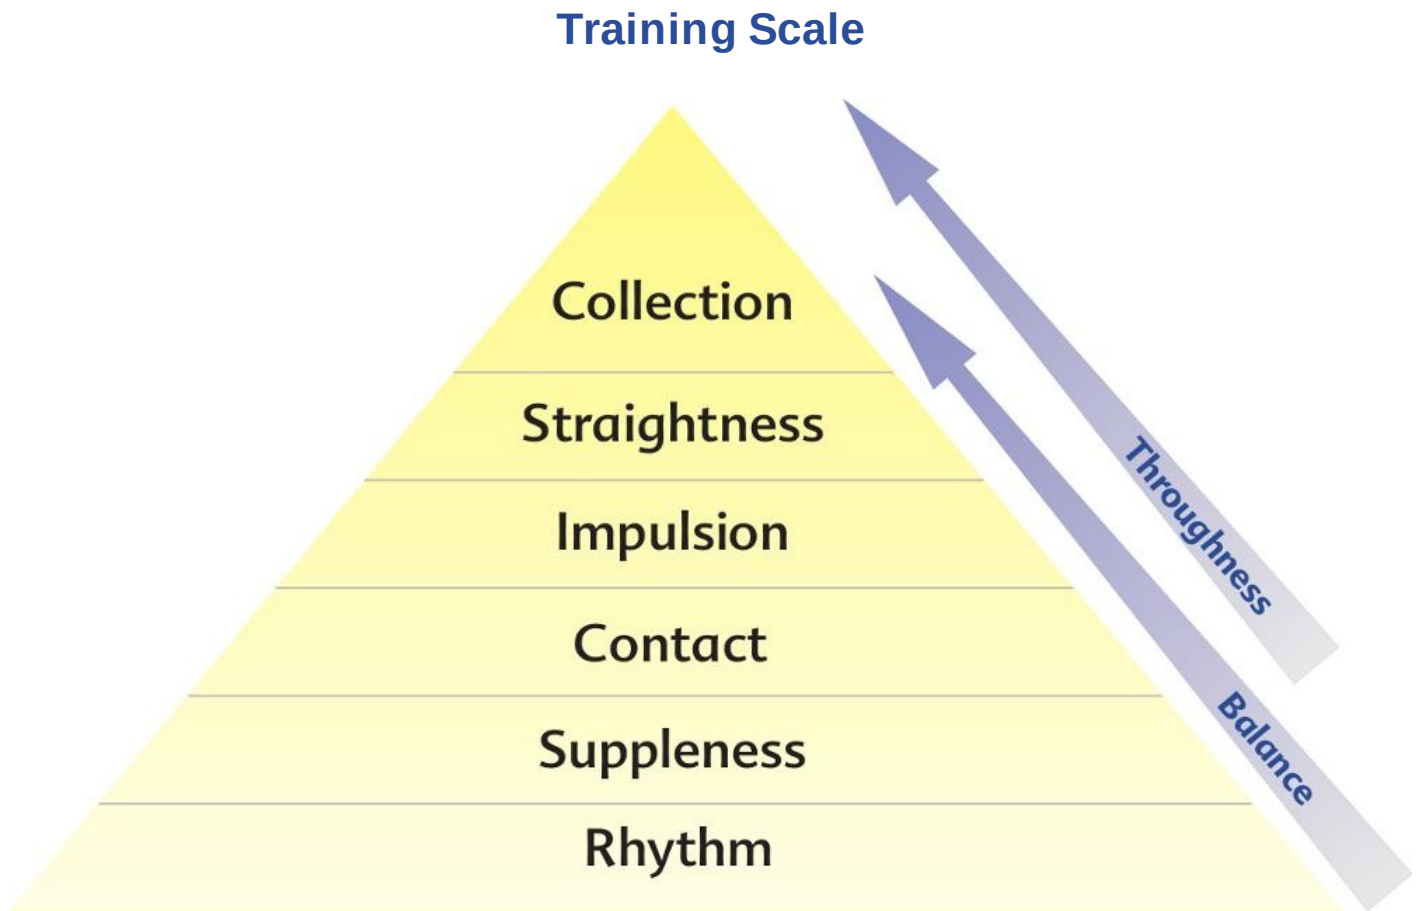 Training Scale
Collection
Straightness
Impulsion
Contact
Suppleness
Rhythm
Throughness
Balance